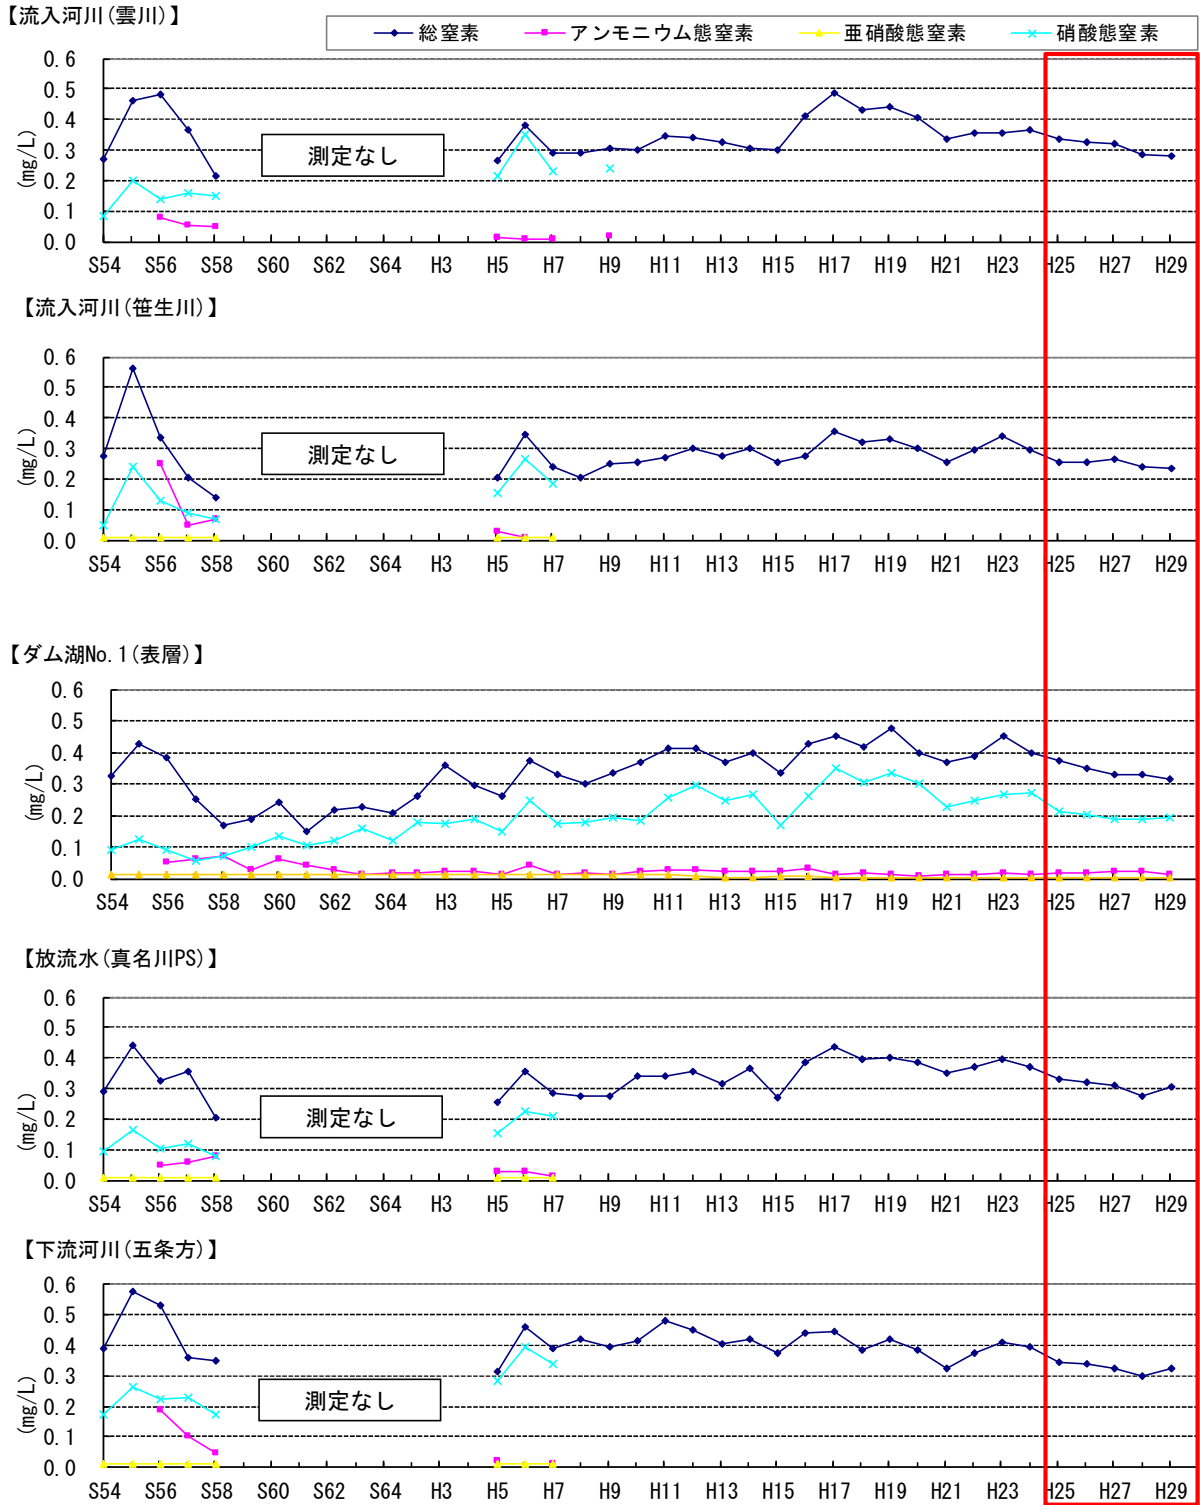 【流入河川(雲川)】
総窒素 アンモニウム態窒素 亜硝酸態窒素 硝酸態窒素
0.6
0.5
0.4
0.3
0.2
0.1
0.0
(mg/L)
測定なし
S54 S56 S58 S60 S62 S64 H3 H5 H7 H9 H11 H13 H15 H17 H19 H21 H23 H25 H27 H29
【流入河川(笹生川)】
0.6
0.5
0.4
0.3
0.2
0.1
0.0
(mg/L)
測定なし
S54 S56 S58 S60 S62 S64 H3 H5 H7 H9 H11 H13 H15 H17 H19 H21 H23 H25 H27 H29
【ダム湖No.1(表層)】
0.6
0.5
0.4
0.3
0.2
0.1
0.0
(mg/L)
S54 S56 S58 S60 S62 S64 H3 H5 H7 H9 H11 H13 H15 H17 H19 H21 H23 H25 H27 H29
【放流水(真名川PS)】
0.6
0.5
0.4
0.3
0.2
0.1
0.0
(mg/L)
測定なし
S54 S56 S58 S60 S62 S64 H3 H5 H7 H9 H11 H13 H15 H17 H19 H21 H23 H25 H27 H29
【下流河川(五条方)】
0.6
0.5
0.4
0.3
0.2
0.1
0.0
(mg/L)
測定なし
S54 S56 S58 S60 S62 S64 H3 H5 H7 H9 H11 H13 H15 H17 H19 H21 H23 H25 H27 H29